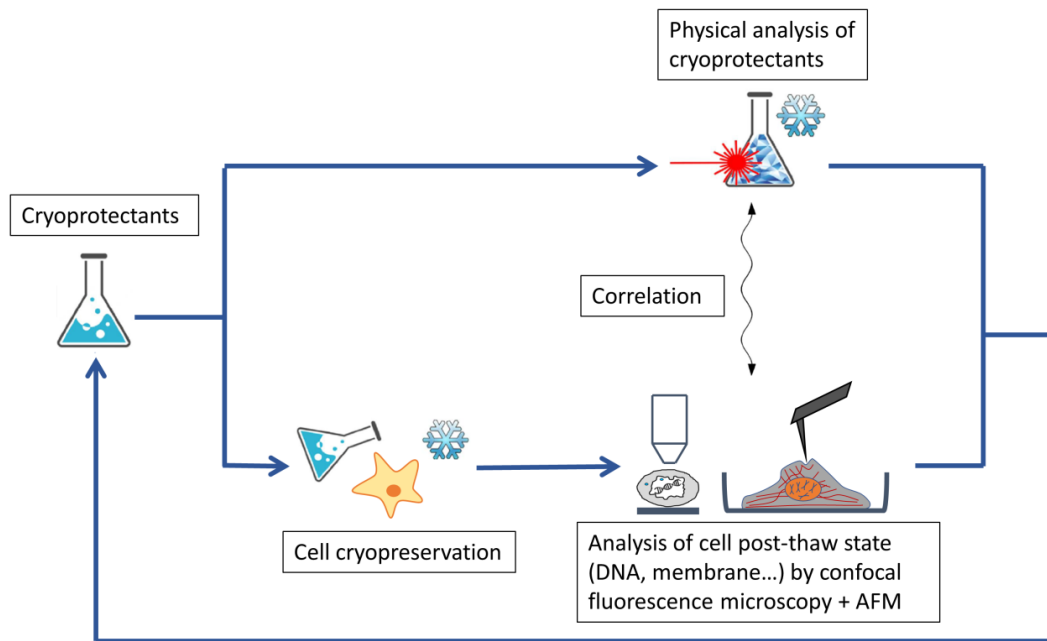 Physical analysis of
cryoprotectants
Cryoprotectants
Correlation
Cell cryopreservation
Analysis of cell post-thaw state
(DNA, membrane…) by confocal
fluorescence microscopy + AFM